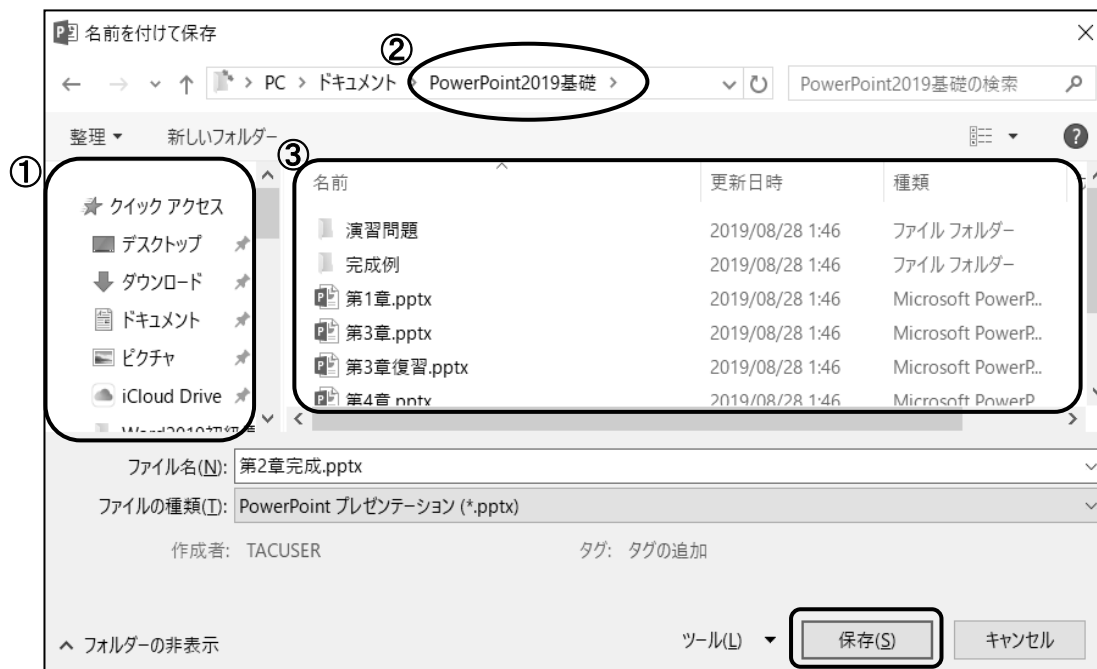 名前を付けて保存
②
PC > ドキュメント > PowerPoint2019基礎 >
PowerPoint2019基礎の検索
整理
新しいフォルダー
①
③
名前 更新日時 種類
クイック アクセス
デスクトップ
ダウンロード
ドキュメント
ピクチャ
iCloud Drive
演習問題 2019/08/28 1:46 ファイル フォルダー
完成例 2019/08/28 1:46 ファイル フォルダー
第1章.pptx 2019/08/28 1:46 Microsoft PowerP...
第3章.pptx 2019/08/28 1:46 Microsoft PowerP...
第3章復習.pptx 2019/08/28 1:46 Microsoft PowerP...
第4章.pptx 2019/08/28 1:46 Microsoft PowerP
ファイル名(N): 第2章完成.pptx
ファイルの種類(T): PowerPoint プレゼンテーション (*.pptx)
作成者: TACUSER タグ: タグの追加
フォルダーの非表示
ツール(L) 保存(S) キャンセル